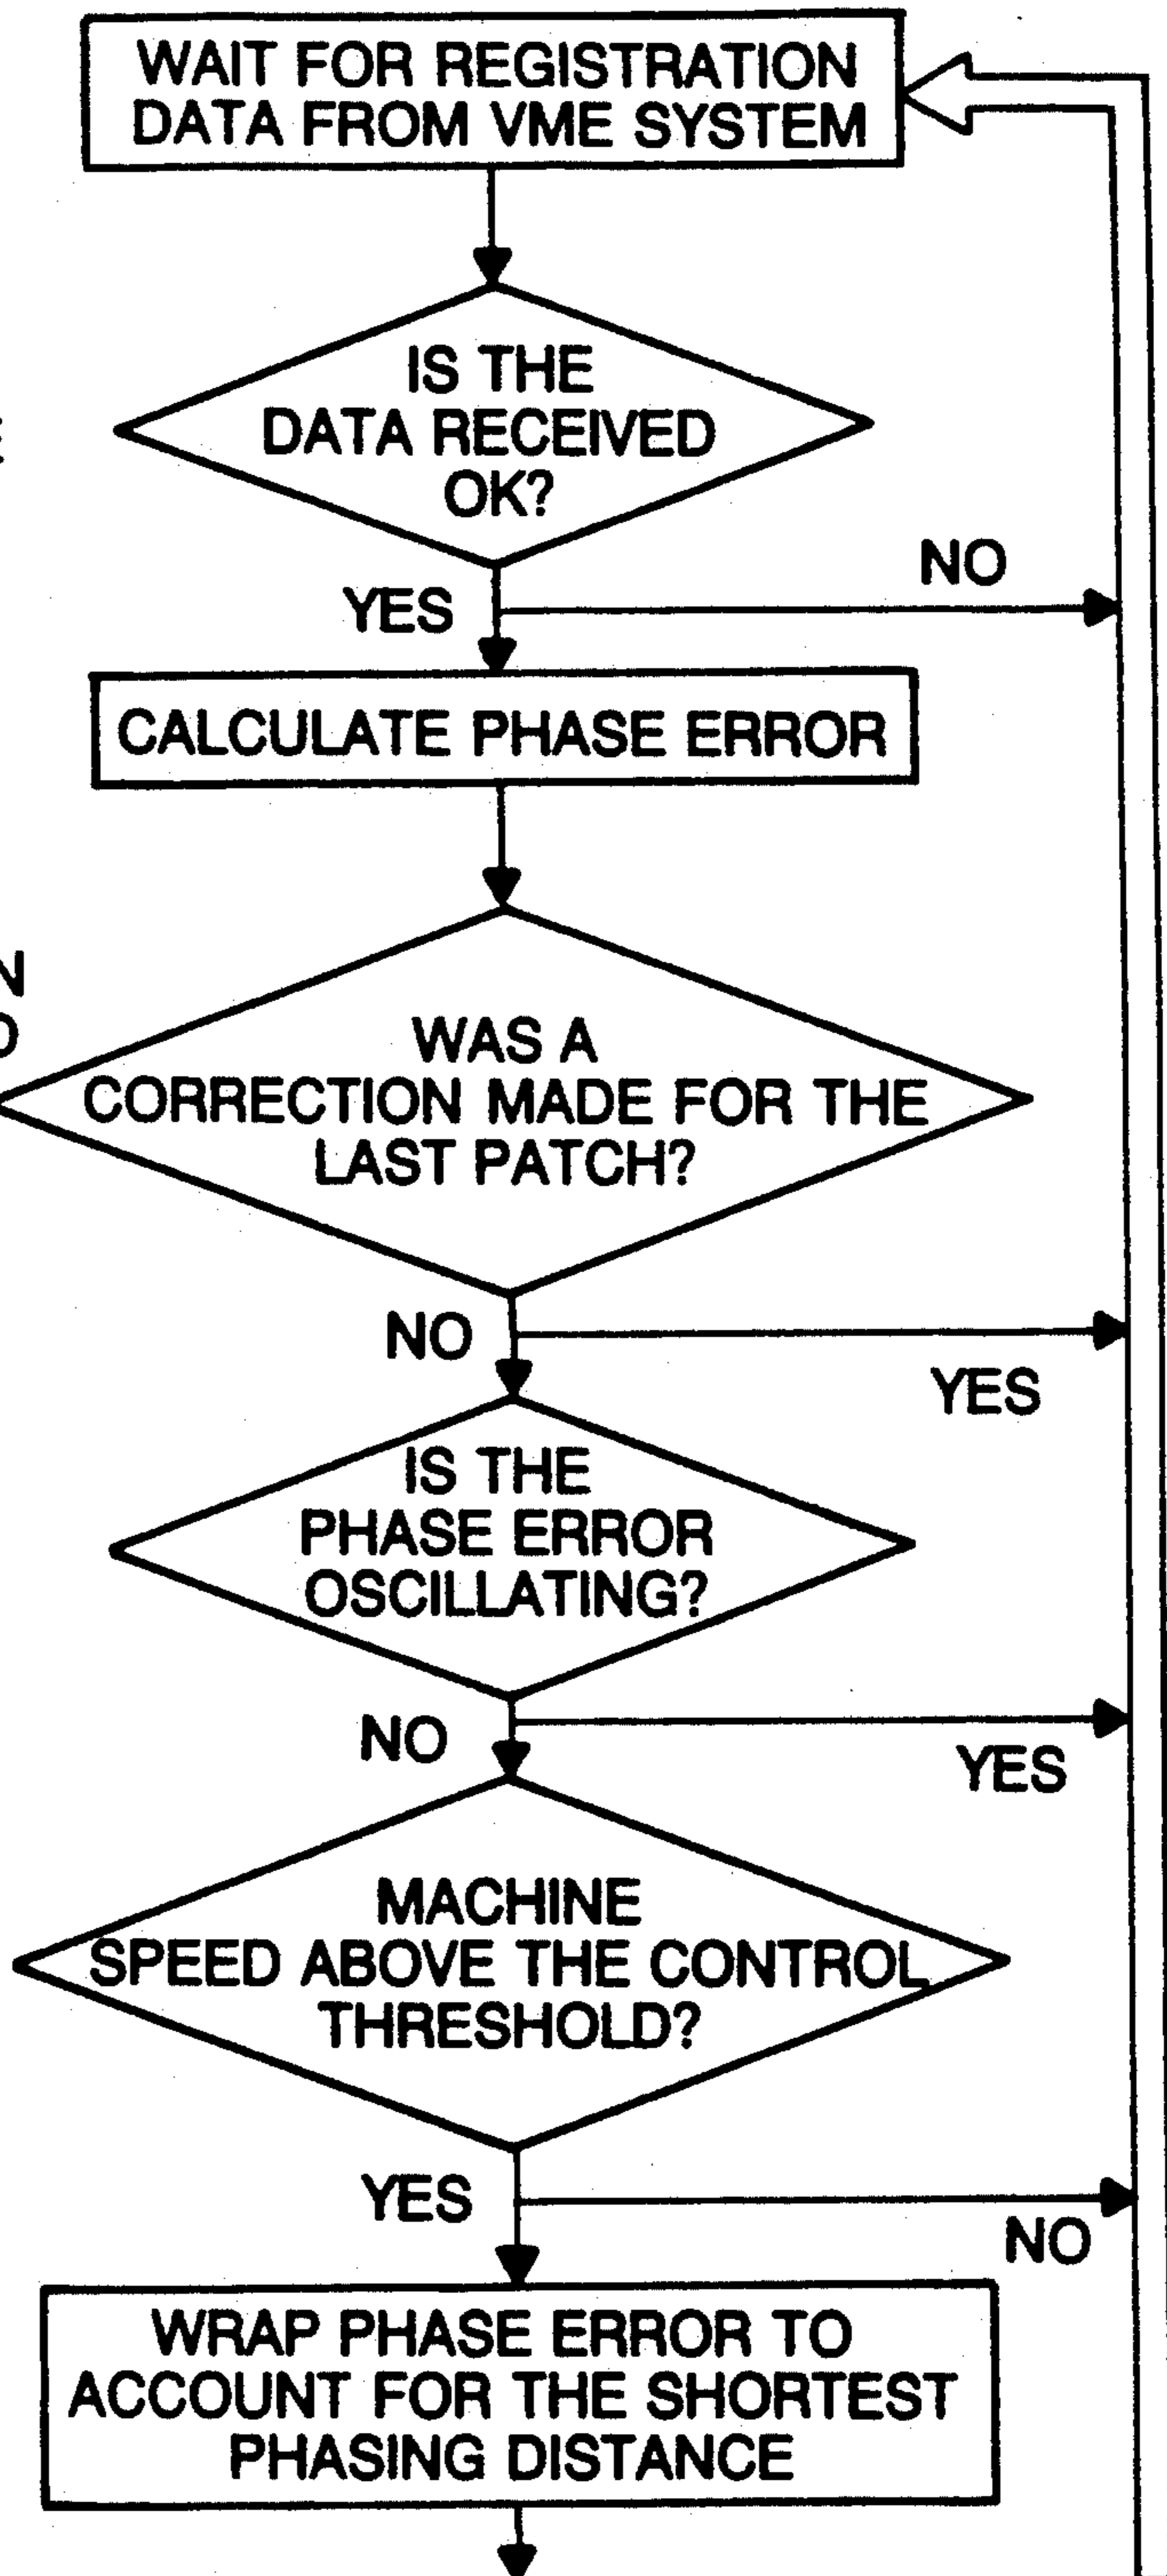 WAIT FOR REGISTRATION
DATA FROM VME SYSTEM
IS THE
DATA RECEIVED
OK?
YES
NO
CALCULATE PHASE ERROR
WAS A
CORRECTION MADE FOR THE
LAST PATCH?
NO
YES
IS THE
PHASE ERROR
OSCILLATING?
NO
YES
MACHINE
SPEED ABOVE THE CONTROL
THRESHOLD?
YES
NO
WRAP PHASE ERROR TO
ACCOUNT FOR THE SHORTEST
PHASING DISTANCE